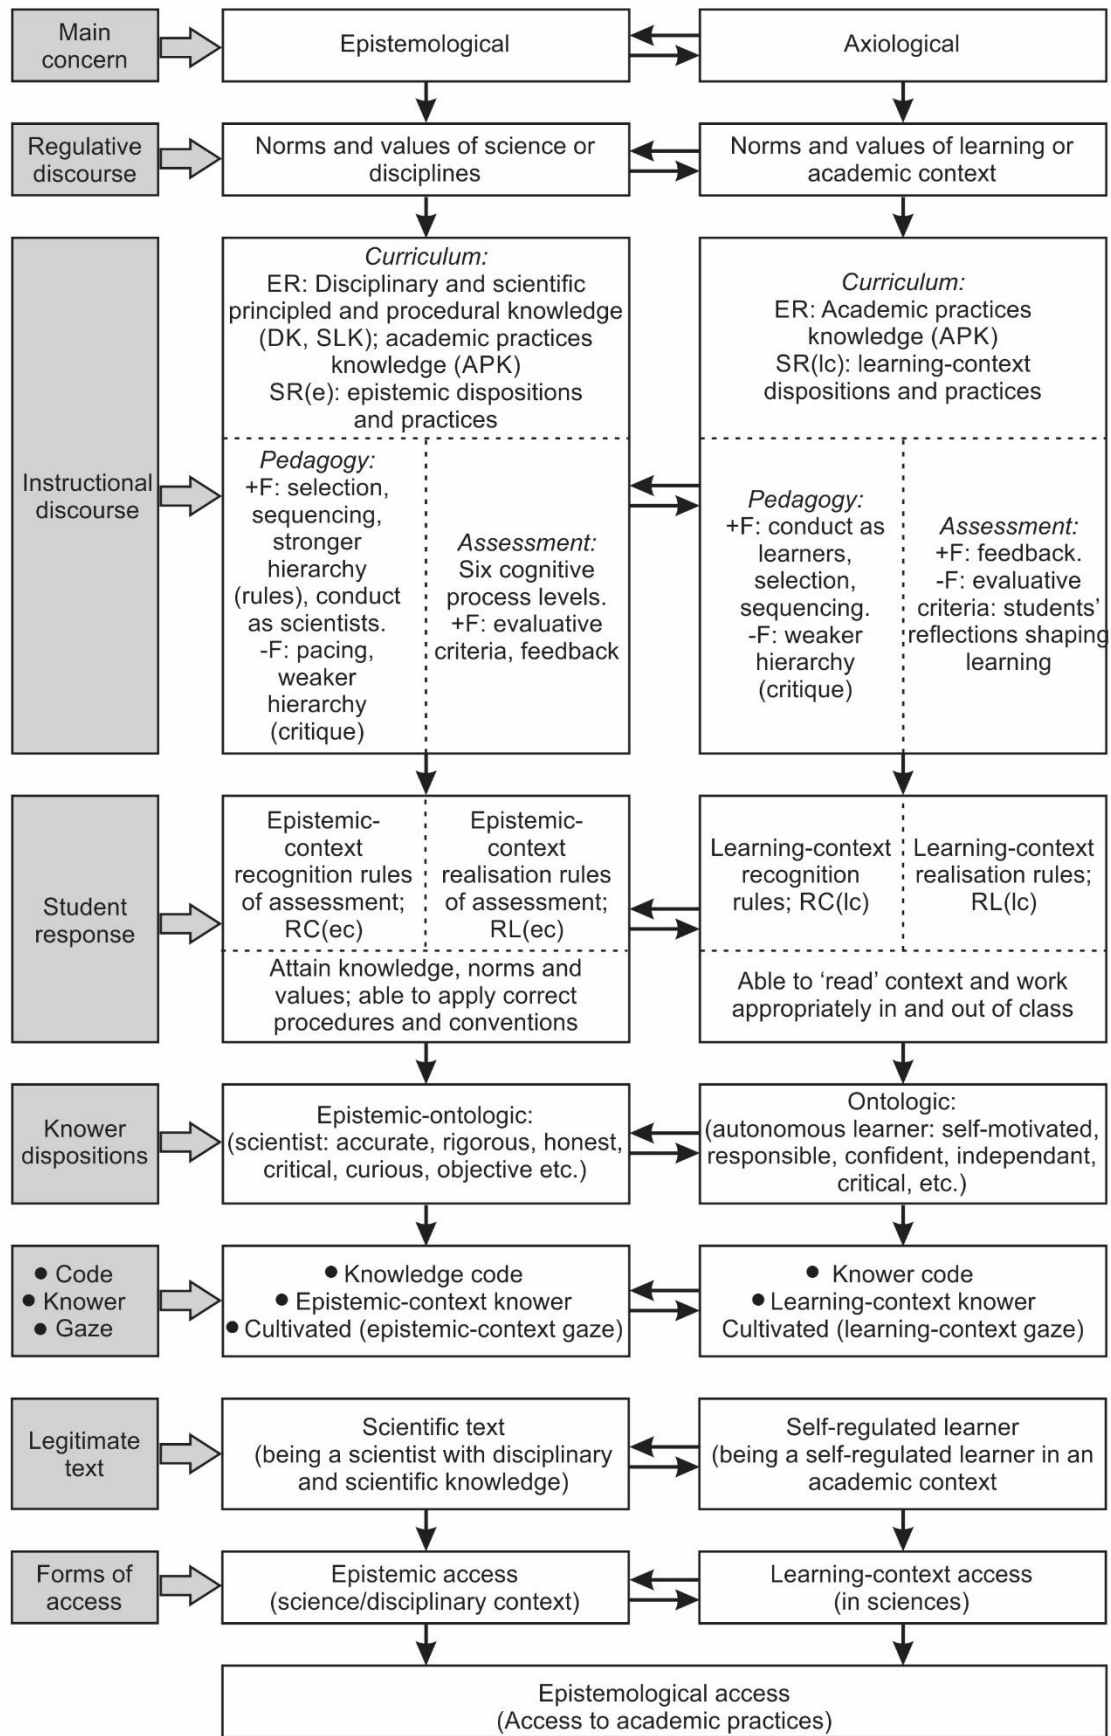 Main
concern
Epistemological
Axiological
Regulative
discourse
Norms and values of science or
disciplines
Norms and values of learning or
academic context
Instructional
discourse
Curriculum:
ER: Disciplinary and scientific
principled and procedural knowledge
(DK, SLK); academic practices
knowledge (APK)
SR(e): epistemic dispositions
and practices
Pedagogy:
+F: selection,
sequencing,
stronger
hierarchy
(rules), conduct
as scientists.
-F: pacing,
weaker
hierarchy
(critique)
Assessment:
Six cognitive
process levels.
+F: evaluative
criteria, feedback
Curriculum:
ER: Academic practices
knowledge (APK)
SR(lc): learning-context
dispositions and practices
Pedagogy:
+F: conduct as
learners,
selection,
sequencing.
-F: weaker
hierarchy
(critique)
Assessment:
+F: feedback.
-F: evaluative
criteria: students’
reflections shaping
learning
Student
response
Epistemic-
context
recognition rules
of assessment;
RC(ec)
Epistemic-
context
realisation rules
of assessment;
RL(ec)
Attain knowledge, norms and
values; able to apply correct
procedures and conventions
Learning-context
recognition
rules; RC(lc)
Learning-context
realisation rules;
RL(lc)
Able to ‘read’ context and work
appropriately in and out of class
Knower
dispositions
Epistemic-ontologic:
(scientist: accurate, rigorous, honest,
critical, curious, objective etc.)
Ontologic:
(autonomous learner: self-motivated,
responsible, confident, independant,
critical, etc.)
● Code
● Knower
● Gaze
● Knowledge code
● Epistemic-context knower
● Cultivated (epistemic-context gaze)
● Knower code
● Learning-context knower
Cultivated (learning-context gaze)
Legitimate
text
Scientific text
(being a scientist with disciplinary
and scientific knowledge)
Self-regulated learner
(being a self-regulated learner in an
academic context
Forms of
access
Epistemic access
(science/disciplinary context)
Learning-context access
(in sciences)
Epistemological access
(Access to academic practices)